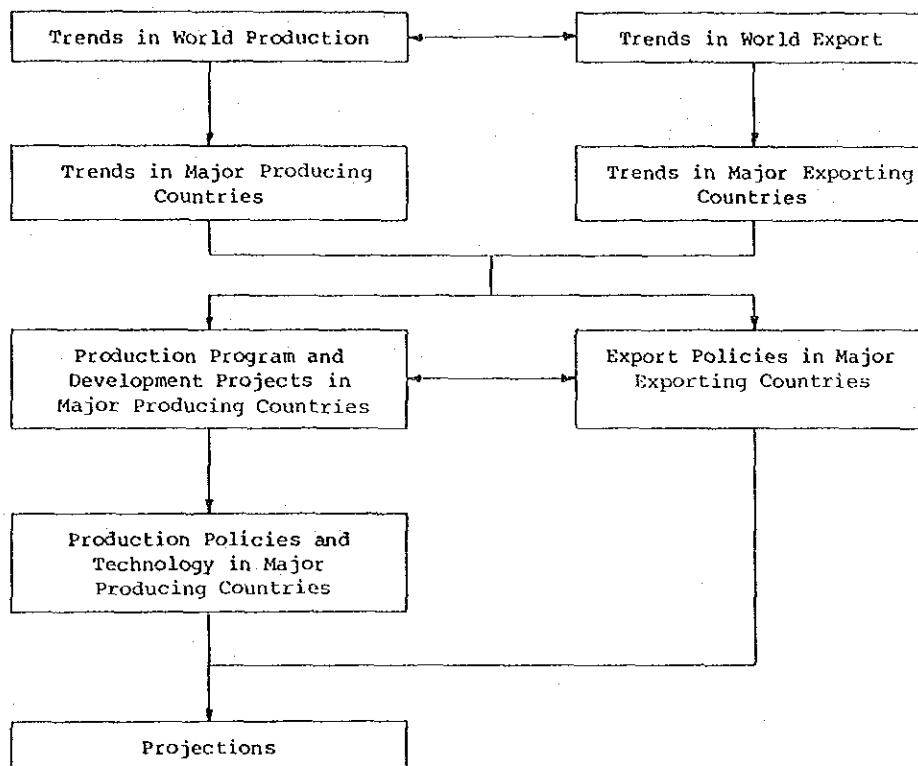 Trends in World Production
Trends in World Export
Trends in Major Producing
Countries
Trends in Major Exporting
Countries
Production Program and
Development Projects in
Major Producing Countries
Export Policies in Major
Exporting Countries
Production Policies and
Technology in Major
Producing Countries
Projections